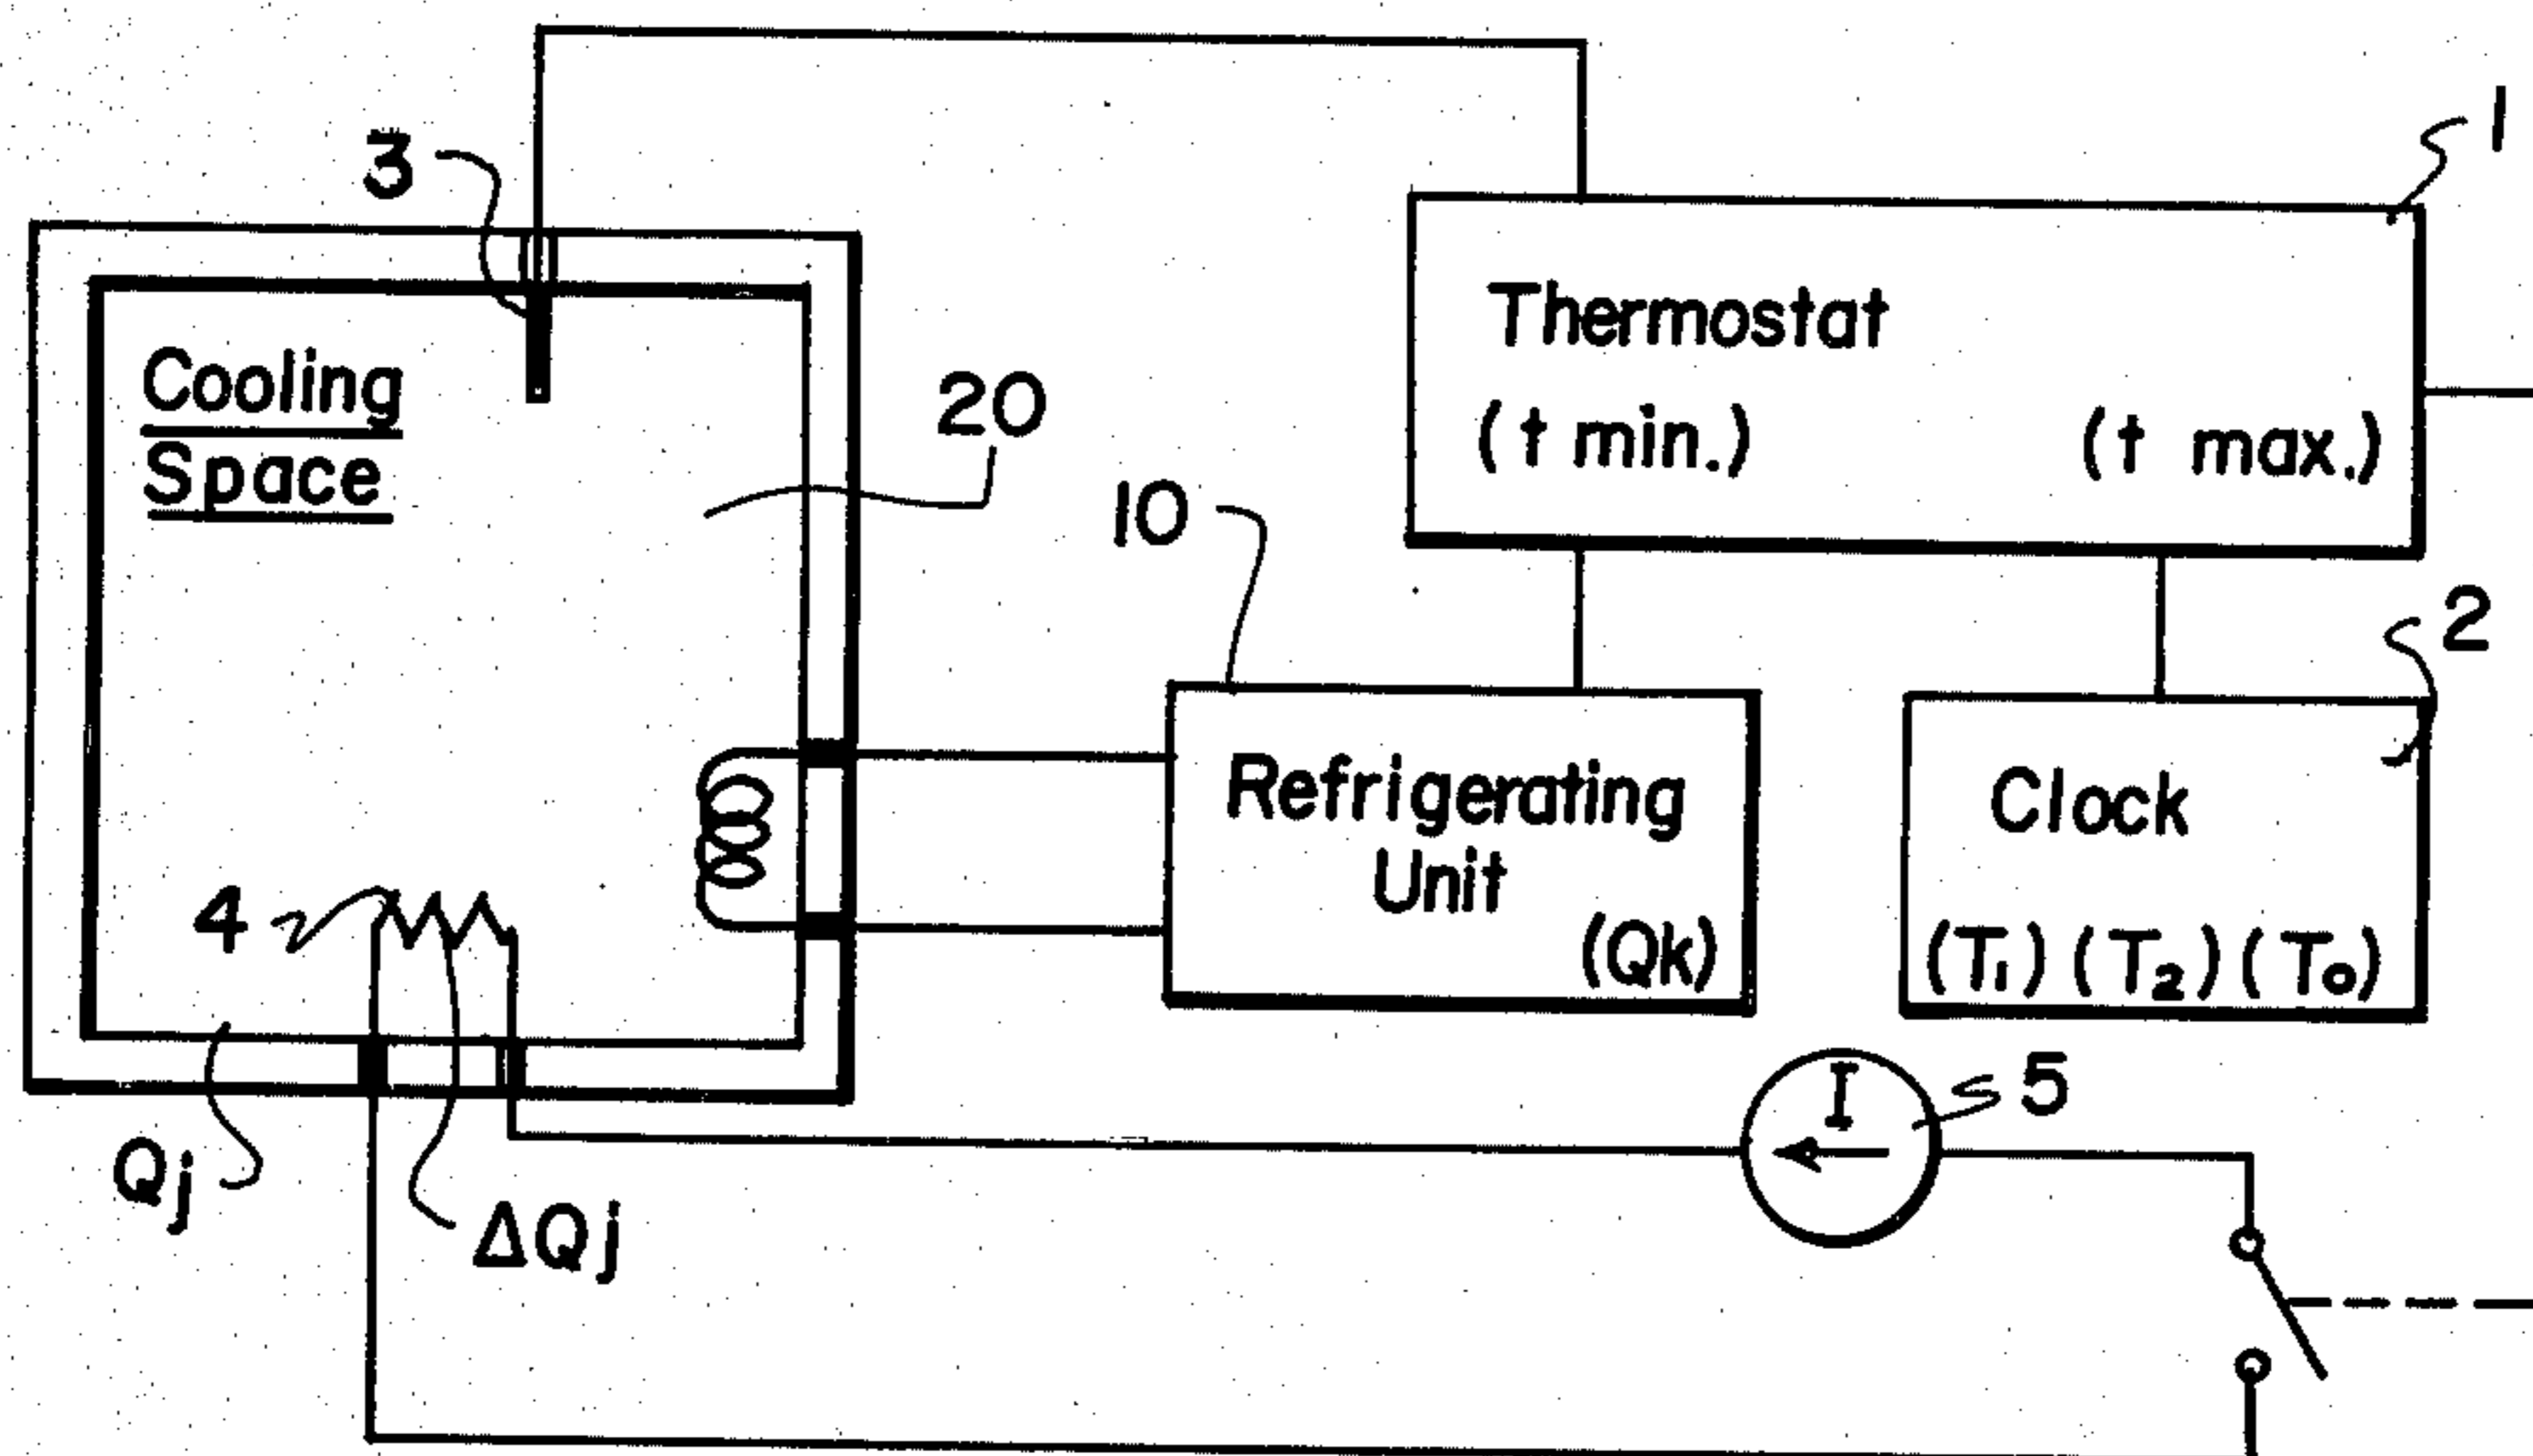 3
1
Cooling
Space
20
Thermostat
(t min.) (t max.)
10
2
Refrigerating
Unit
(Qk)
Clock
(T₁) (T₂) (T₀)
4
I
5
Qj
ΔQj